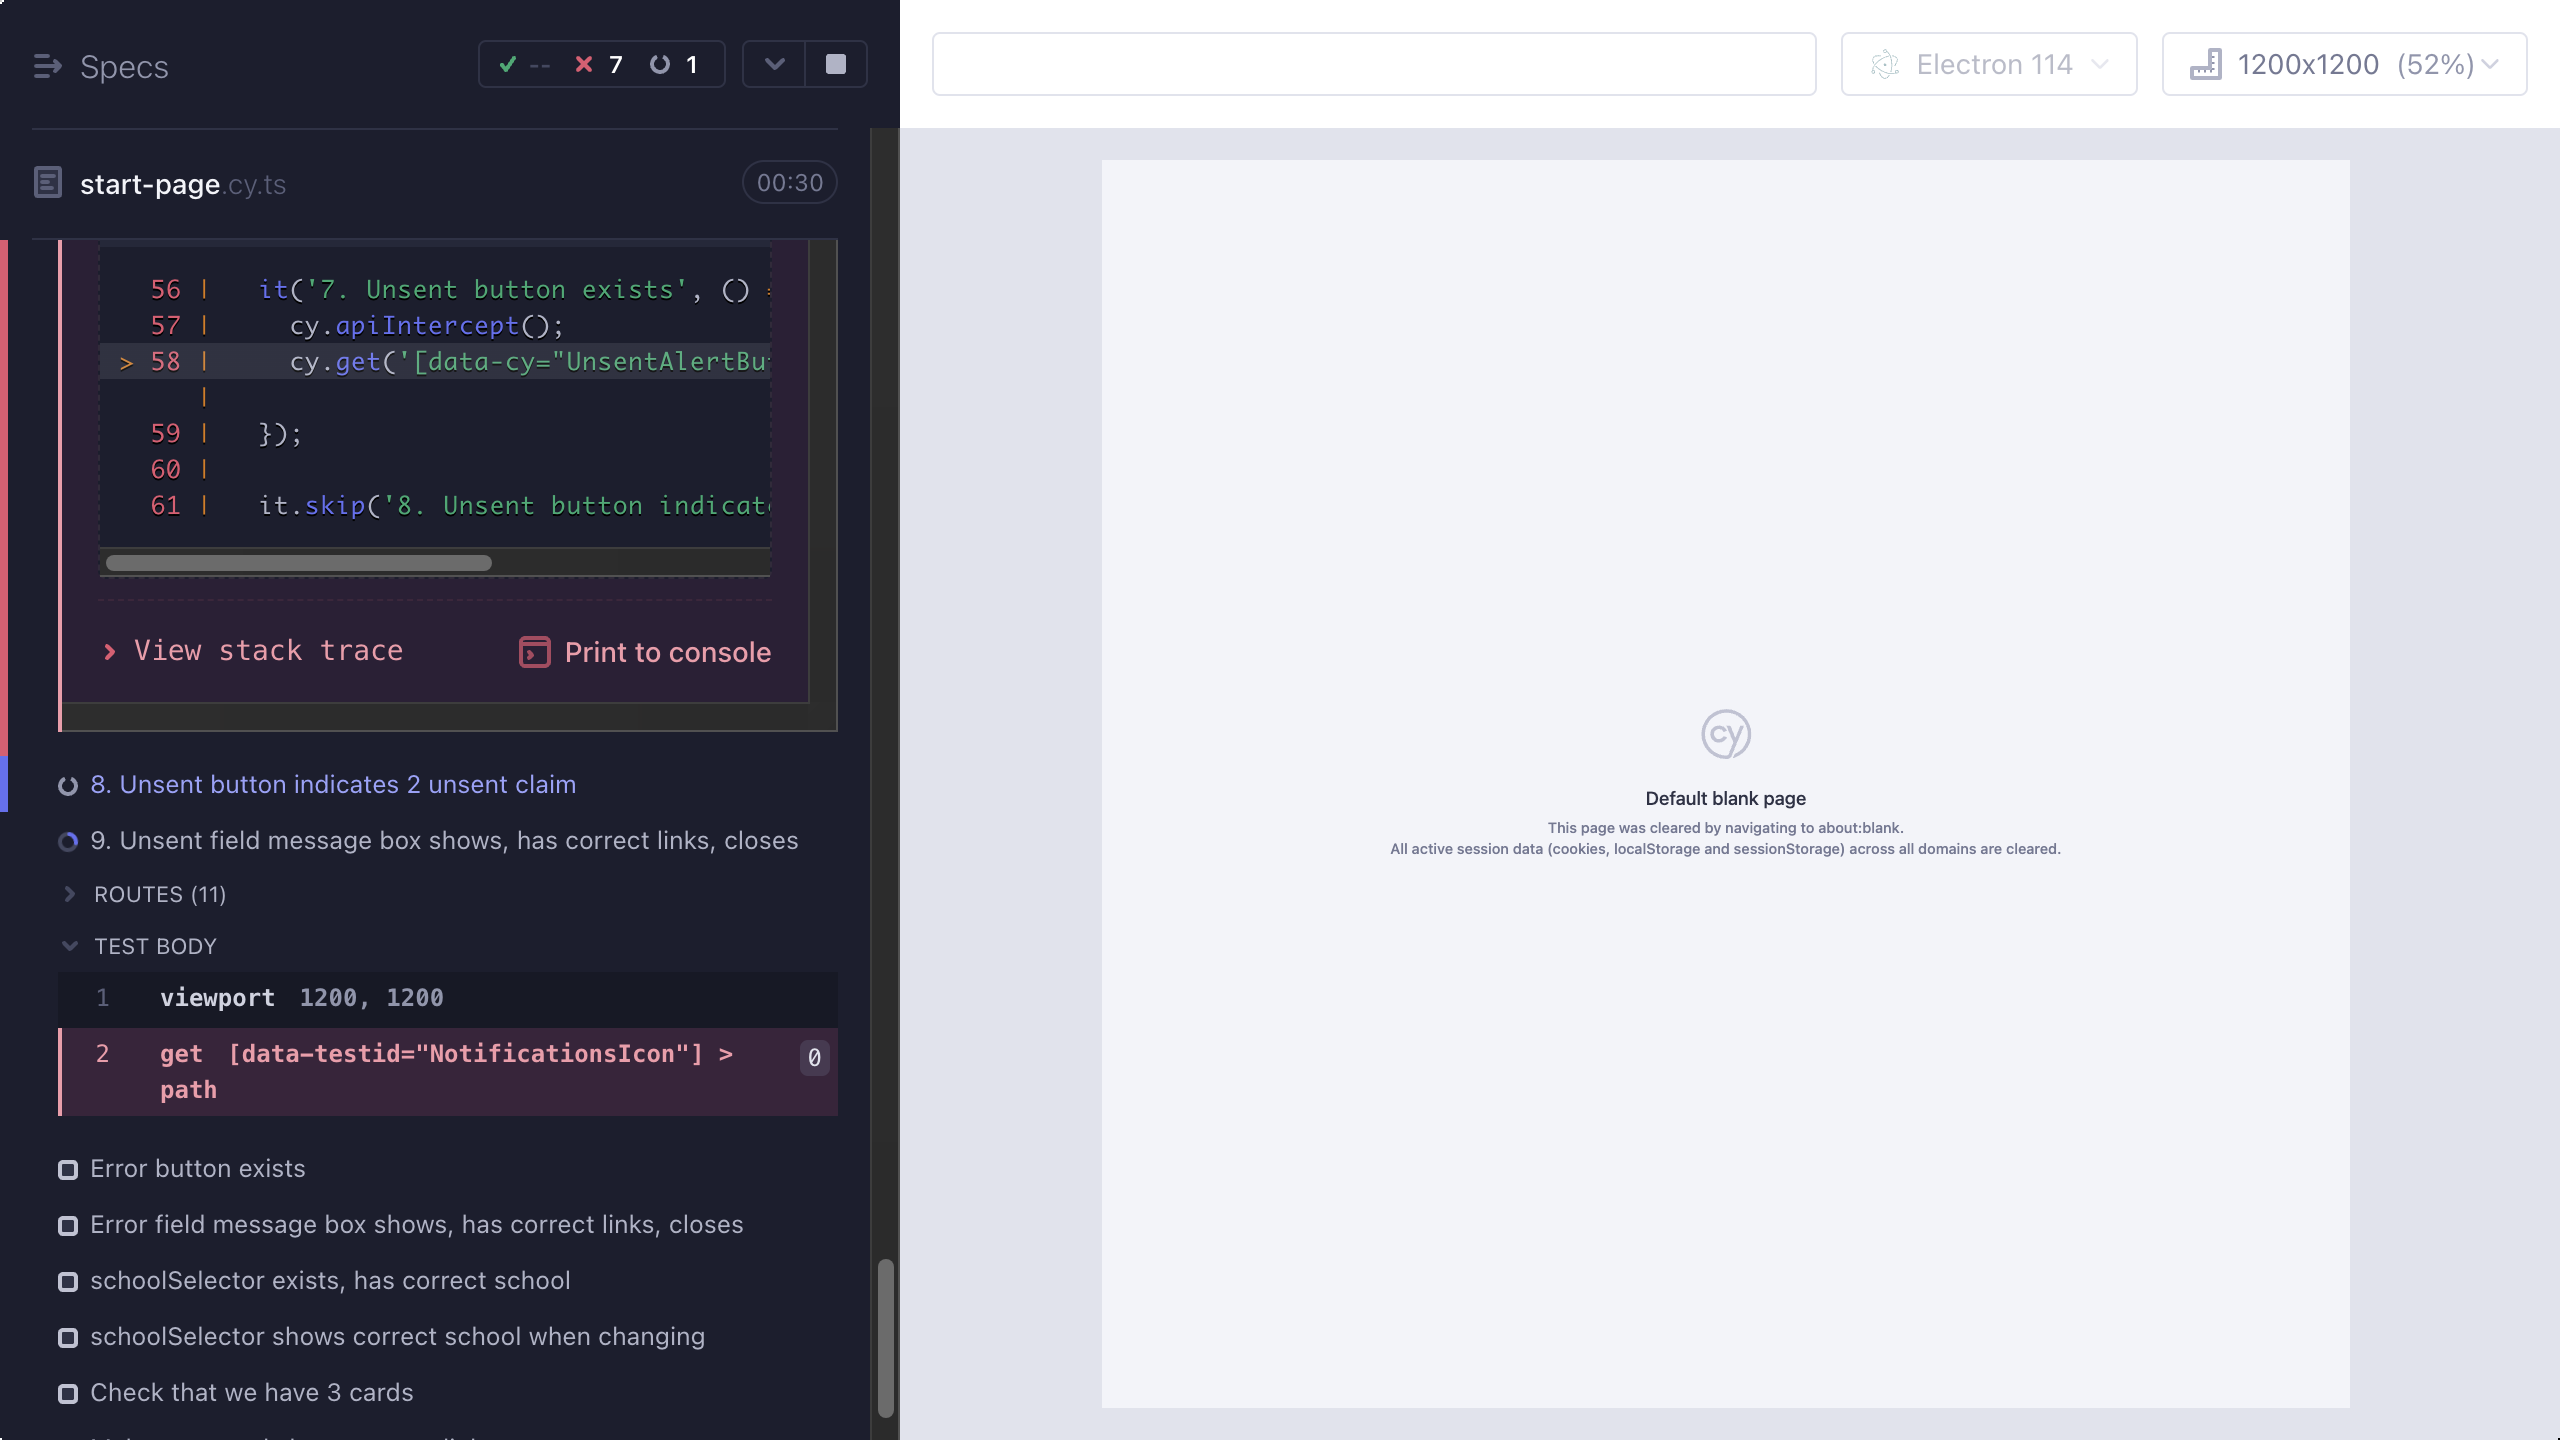 Specs
-- 7 1
Electron 114
1200x1200 (52%)
start-page.cy.ts
00:30
56 | it('7. Unsent button exists', ()
57 | cy.apiIntercept();
> 58 | cy.get('[data-cy="UnsentAlertBu
|
59 | });
60 |
61 | it.skip('8. Unsent button indicat
View stack trace
Print to console
8. Unsent button indicates 2 unsent claim
9. Unsent field message box shows, has correct links, closes
ROUTES (11)
TEST BODY
1 viewport 1200, 1200
2 get [data-testid="NotificationsIcon"] > 0
path
Error button exists
Error field message box shows, has correct links, closes
schoolSelector exists, has correct school
schoolSelector shows correct school when changing
Check that we have 3 cards
cy
Default blank page
This page was cleared by navigating to about:blank.
All active session data (cookies, localStorage and sessionStorage) across all domains are cleared.